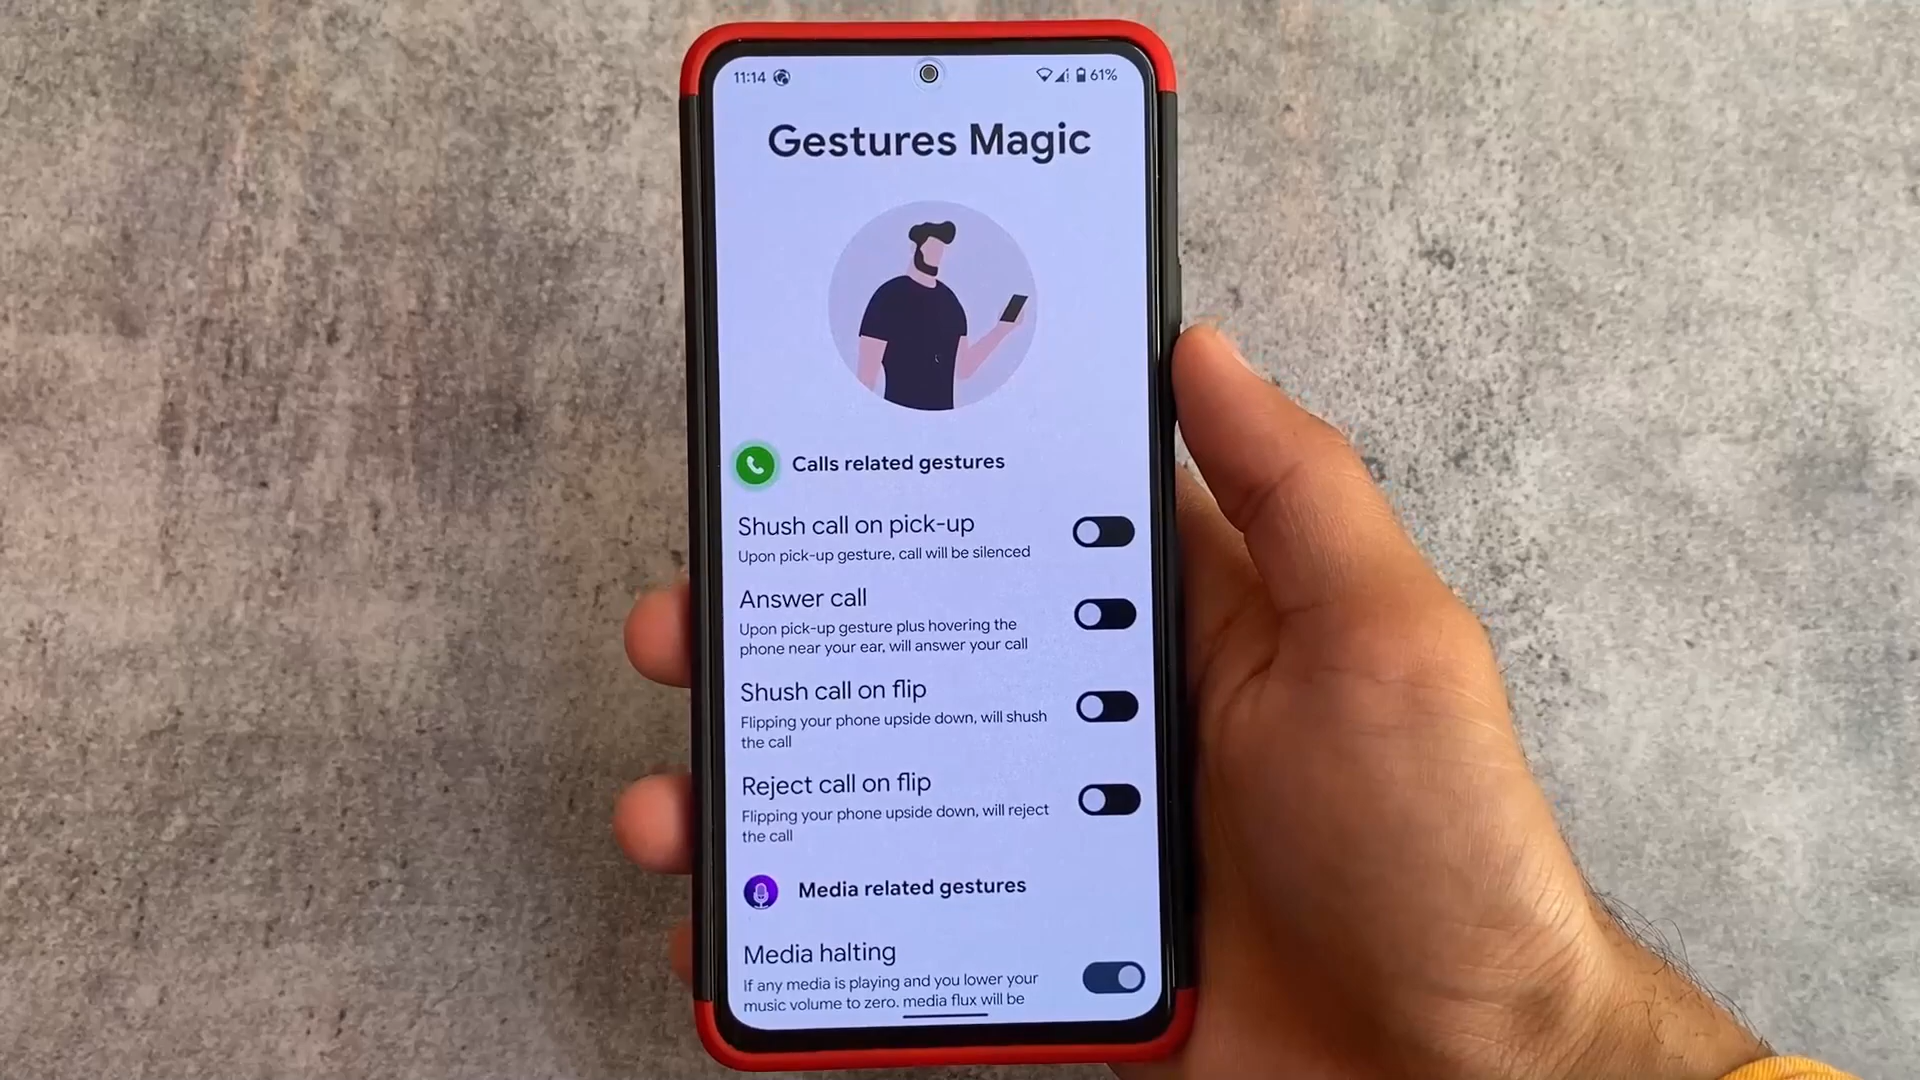 11:14 61%
Gestures Magic
Calls related gestures
Shush call on pick-up
Upon pick-up gesture, call will be silenced
Answer call
Upon pick-up gesture plus hovering the
phone near your ear, will answer your call
Shush call on flip
Flipping your phone upside down, will shush
the call
Reject call on flip
Flipping your phone upside down, will reject
the call
Media related gestures
Media halting
If any media is playing and you lower your
music volume to zero. media flux will be